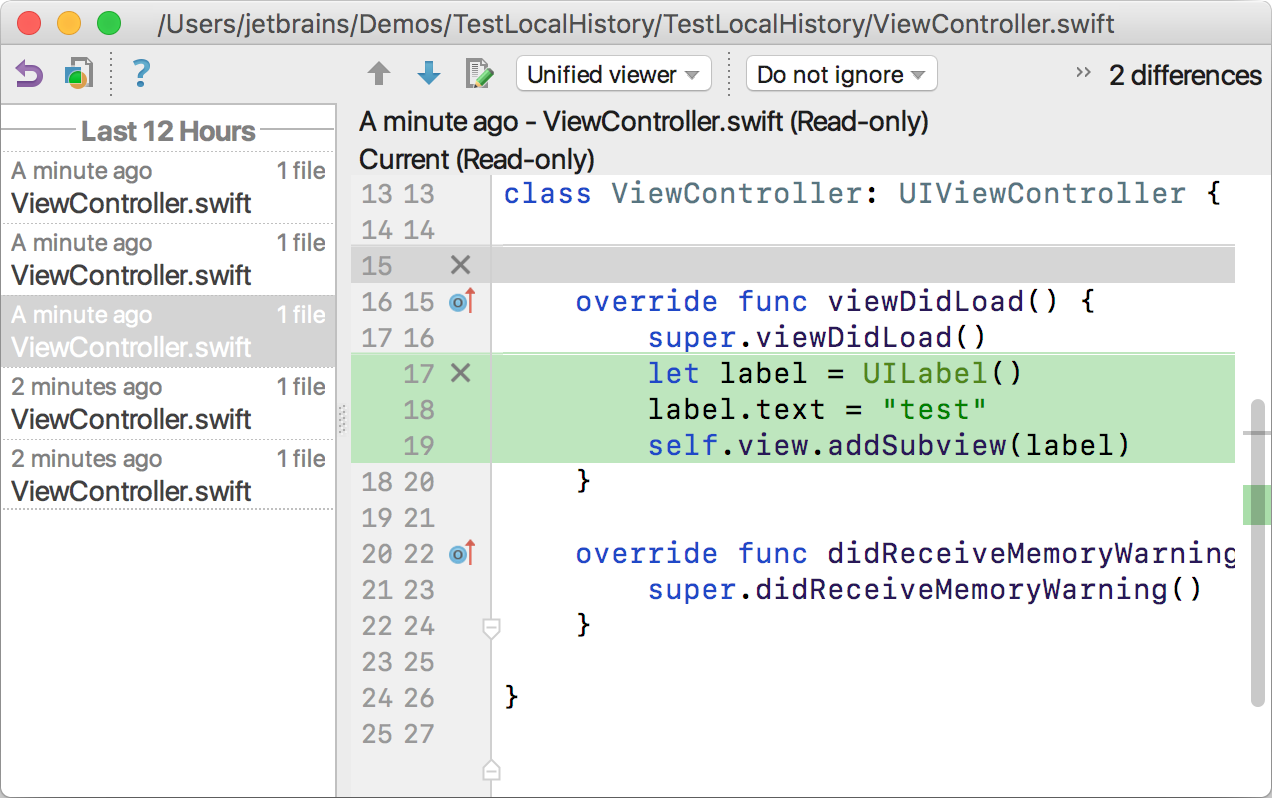 /Users/jetbrains/Demos/TestLocalHistory/TestLocalHistory/ViewController.swift
? Unified viewer Do not ignore >> 2 differences
Last 12 Hours
A minute ago 1 file
ViewController.swift
A minute ago 1 file
ViewController.swift
A minute ago 1 file
ViewController.swift
2 minutes ago 1 file
ViewController.swift
2 minutes ago 1 file
ViewController.swift
A minute ago - ViewController.swift (Read-only)
Current (Read-only)
13 13 class ViewController: UIViewController {
14 14
15
16 15 override func viewDidLoad() {
17 16 super.viewDidLoad()
17 let label = UILabel()
18 label.text = "test"
19 self.view.addSubview(label)
18 20 }
19 21
20 22 override func didReceiveMemoryWarning
21 23 super.didReceiveMemoryWarning()
22 24 }
23 25
24 26 }
25 27